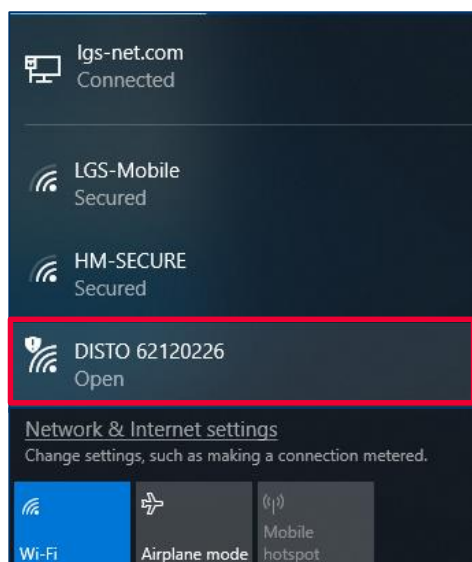 lgs-net.com
Connected
LGS-Mobile
Secured
HM-SECURE
Secured
DISTO 62120226
Open
Network & Internet settings
Change settings, such as making a connection metered.
Wi-Fi
Airplane mode
Mobile
hotspot